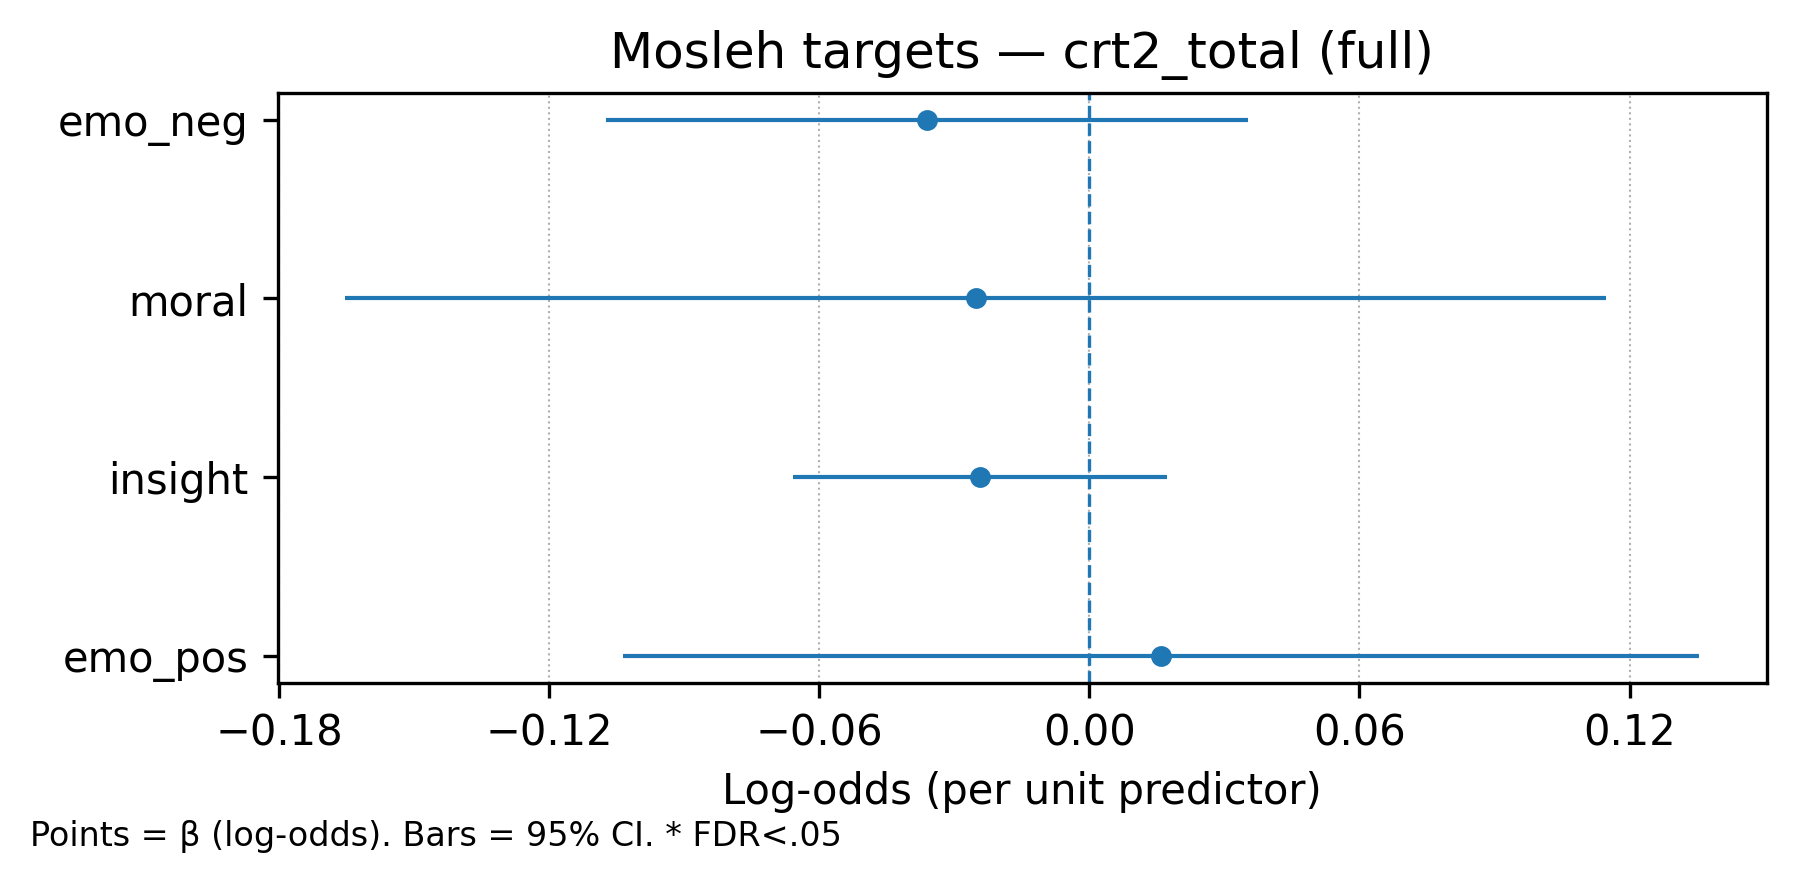 Mosleh targets — crt2_total (full)
emo_neg
moral
insight
emo_pos
−0.18 −0.12 −0.06 0.00 0.06 0.12
Log-odds (per unit predictor)
Points = β (log-odds). Bars = 95% CI. * FDR<.05